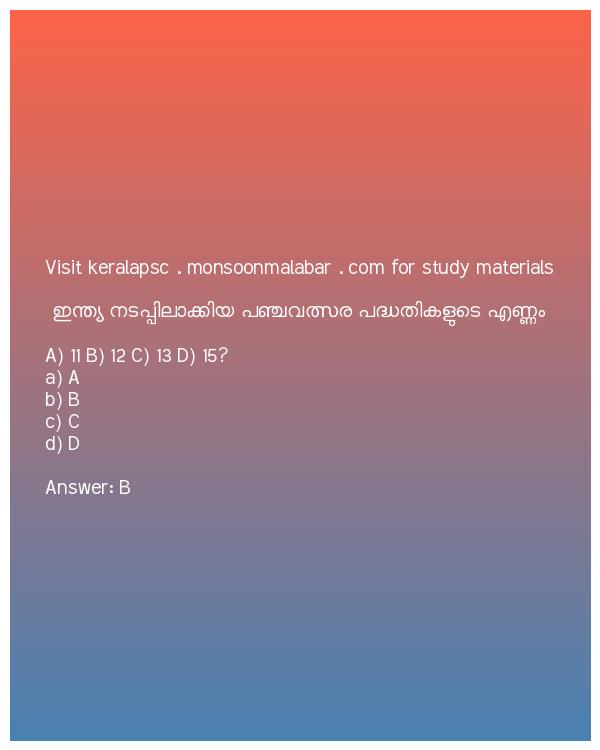 Visit keralapsc . monsoonmalabar . com for study materials
ഇന്ത്യ നടപ്പിലാക്കിയ പഞ്ചവത്സര പദ്ധതികളുടെ എണ്ണം
A) 11 B) 12 C) 13 D) 15?
a) A
b) B
c) C
d) D
Answer: B